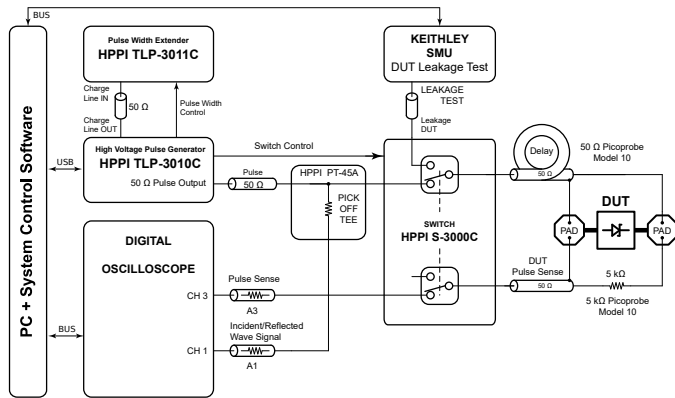 BUS
PC + System Control Software
Pulse Width Extender
HPPI TLP-3011C
KEITHLEY
SMU
DUT Leakage Test
Charge
Line IN
50 Ω
Charge
Line OUT
Pulse Width
Control
LEAKAGE
TEST
Leakage
DUT
USB
High Voltage Pulse Generator
HPPI TLP-3010C
50 Ω Pulse Output
Switch Control
Pulse
50 Ω
HPPI PT-45A
PICK
OFF
TEE
Delay
50 Ω
50 Ω Picoprobe
Model 10
SWITCH
HPPI S-3000C
DUT
PAD
PAD
DIGITAL
OSCILLOSCOPE
CH 3
Pulse Sense
A3
DUT
Pulse Sense
50 Ω
5 kΩ
5 kΩ Picoprobe
Model 10
BUS
CH 1
Incident/Reflected
Wave Signal
A1